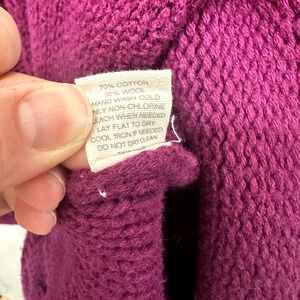 70% COTTON
30% WOOL
HAND WASH COLD
ONLY NON-CHLORINE
BLEACH WHEN NEEDED
LAY FLAT TO DRY
COOL IRON IF NEEDED
DO NOT DRY CLEAN